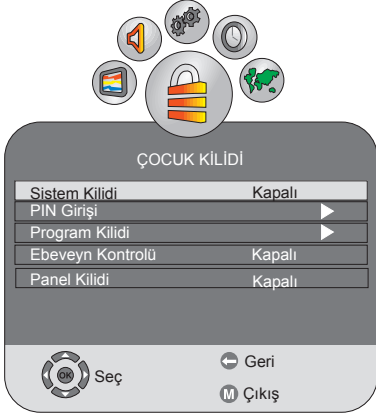 ÇOCUK KİLİDİ
Sistem Kilidi Kapalı
PIN Girişi
Program Kilidi
Ebeveyn Kontrolü Kapalı
Panel Kilidi Kapalı
OK Seç
Geri
M Çıkış